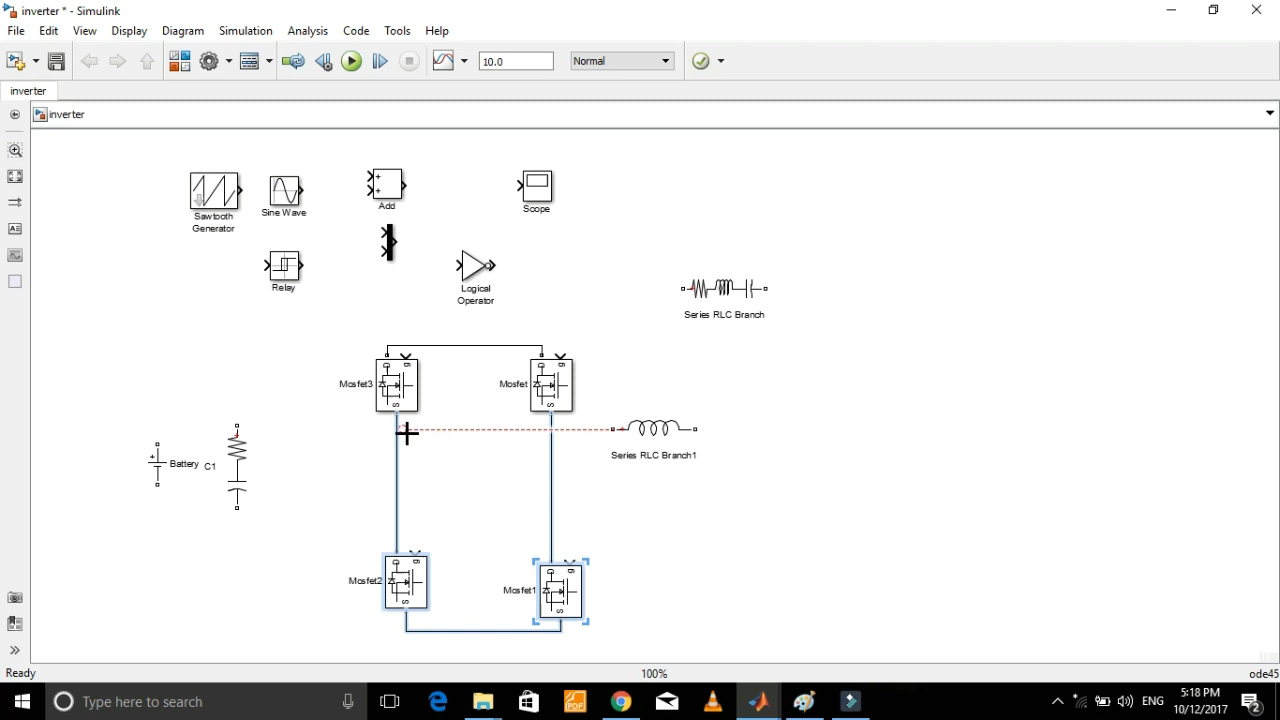 inverter * - Simulink
File Edit View Display Diagram Simulation Analysis Code Tools Help
10.0 Normal
inverter
inverter
Sawtooth
Generator
Sine Wave
Add
Scope
Relay
Logical
Operator
Series RLC Branch
Mosfet3
Mosfet
D g
S
D g
S
Series RLC Branch1
Battery
C1
Mosfet2
Mosfet1
D g
S
D g
S
Ready 100% ode45
Type here to search
ENG
5:18 PM
10/12/2017
2
PDF